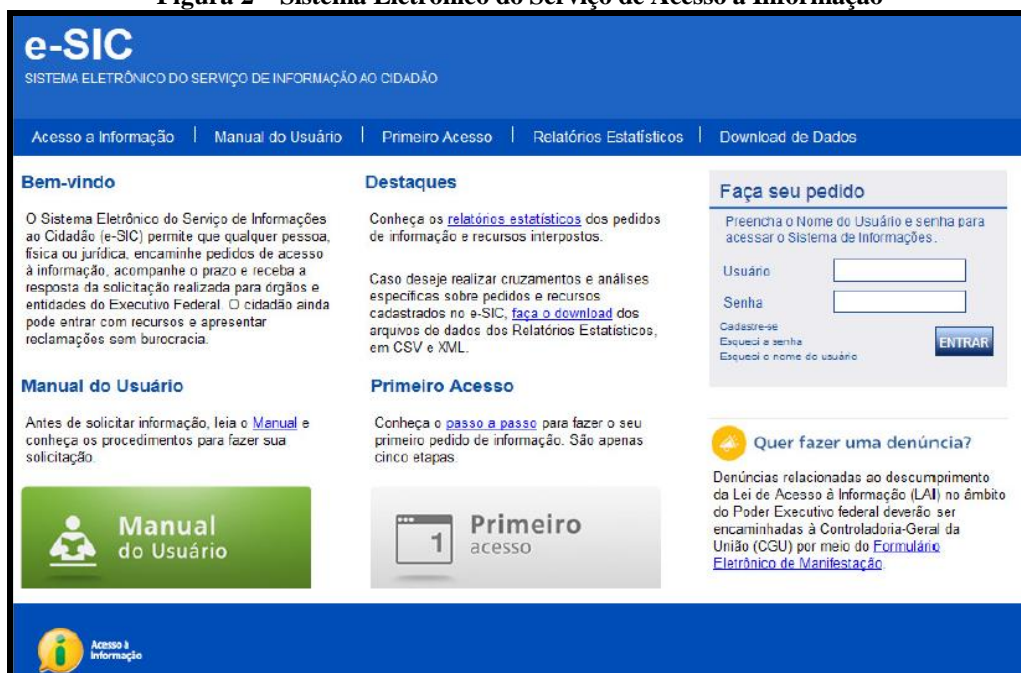 Figura 2 – Sistema Eletrônico do Serviço de Acesso à Informação
e-SIC
SISTEMA ELETRÔNICO DO SERVIÇO DE INFORMAÇÃO AO CIDADÃO
Acesso a Informação | Manual do Usuário | Primeiro Acesso | Relatórios Estatísticos | Download de Dados
Bem-vindo
O Sistema Eletrônico do Serviço de Informações
ao Cidadão (e-SIC) permite que qualquer pessoa,
física ou jurídica, encaminhe pedidos de acesso
à informação, acompanhe o prazo e receba a
resposta da solicitação realizada para órgãos e
entidades do Executivo Federal. O cidadão ainda
pode entrar com recursos e apresentar
reclamações sem burocracia.
Manual do Usuário
Antes de solicitar informação, leia o Manual e
conheça os procedimentos para fazer sua
solicitação.
Manual
do Usuário
Destaques
Conheça os relatórios estatísticos dos pedidos
de informação e recursos interpostos.
Caso deseje realizar cruzamentos e análises
específicas sobre pedidos e recursos
cadastrados no e-SIC, faça o download dos
arquivos de dados dos Relatórios Estatísticos,
em CSV e XML.
Primeiro Acesso
Conheça o passo a passo para fazer o seu
primeiro pedido de informação. São apenas
cinco etapas.
1
Primeiro
acesso
Faça seu pedido
Preencha o Nome do Usuário e senha para
acessar o Sistema de Informações.
Usuário
Senha
Cadastre-se
Esqueci a senha
Esqueci o nome do usuário
ENTRAR
Quer fazer uma denúncia?
Denúncias relacionadas ao descumprimento
da Lei de Acesso à Informação (LAI) no âmbito
do Poder Executivo federal deverão ser
encaminhadas à Controladoria-Geral da
União (CGU) por meio do Formulário
Eletrônico de Manifestação.
Acesso à
Informação